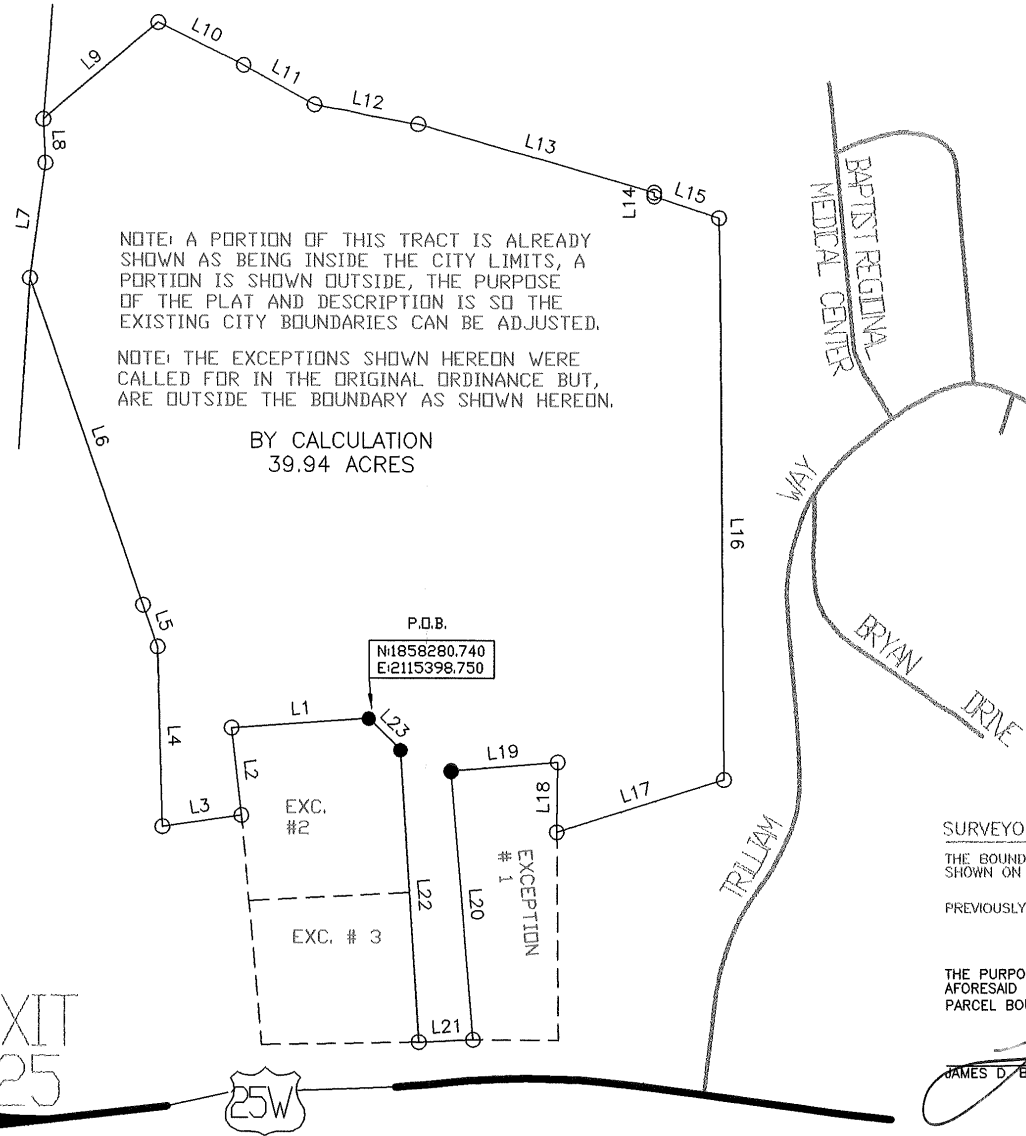 L10
L9
L11
L12
L8
L13
L14
L15
L7
NOTE: A PORTION OF THIS TRACT IS ALREADY
SHOWN AS BEING INSIDE THE CITY LIMITS, A
PORTION IS SHOWN OUTSIDE, THE PURPOSE
OF THE PLAT AND DESCRIPTION IS SO THE
EXISTING CITY BOUNDARIES CAN BE ADJUSTED.
NOTE: THE EXCEPTIONS SHOWN HEREON WERE
CALLED FOR IN THE ORIGINAL ORDINANCE BUT,
ARE OUTSIDE THE BOUNDARY AS SHOWN HEREON.
BAPTIST REGIONAL
MEDICAL CENTER
L6
BY CALCULATION
39.94 ACRES
WAY
L16
L5
P.O.B.
N:1858280.740
E:2115398.750
BRYAN
DRIVE
L1
L23
L4
L2
L19
L18
L17
L3
EXC.
#2
EXCEPTION
# 1
TRILLIAM
L22
L20
EXC. # 3
L21
SURVEYO
THE BOUND
SHOWN ON
PREVIOUSLY
THE PURPO
AFORESAID
PARCEL BOU
JAMES D. B
XIT
25
25W